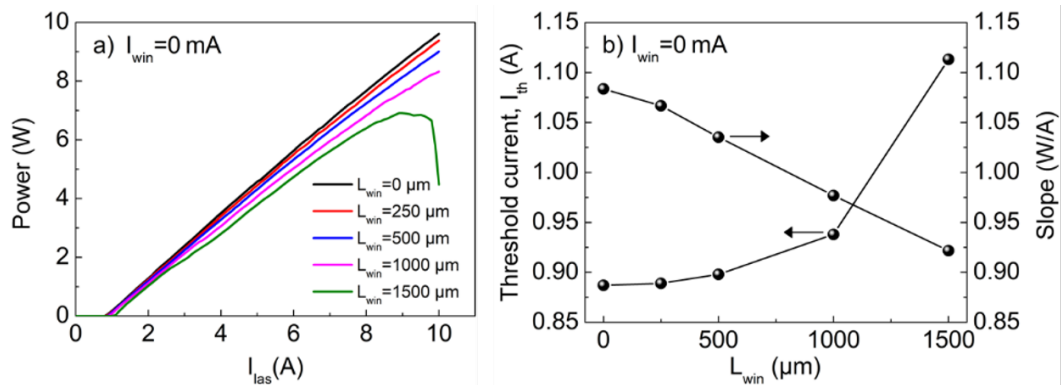 a) I_win=0 mA
Power (W)
10
8
6
4
2
0
0 2 4 6 8 10
I_las(A)
L_win=0 µm
L_win=250 µm
L_win=500 µm
L_win=1000 µm
L_win=1500 µm
b) I_win=0 mA
Threshold current, I_th (A)
1.15
1.10
1.05
1.00
0.95
0.90
0.85
0 500 1000 1500
L_win (µm)
1.15
1.10
1.05
1.00
0.95
0.90
0.85
Slope (W/A)